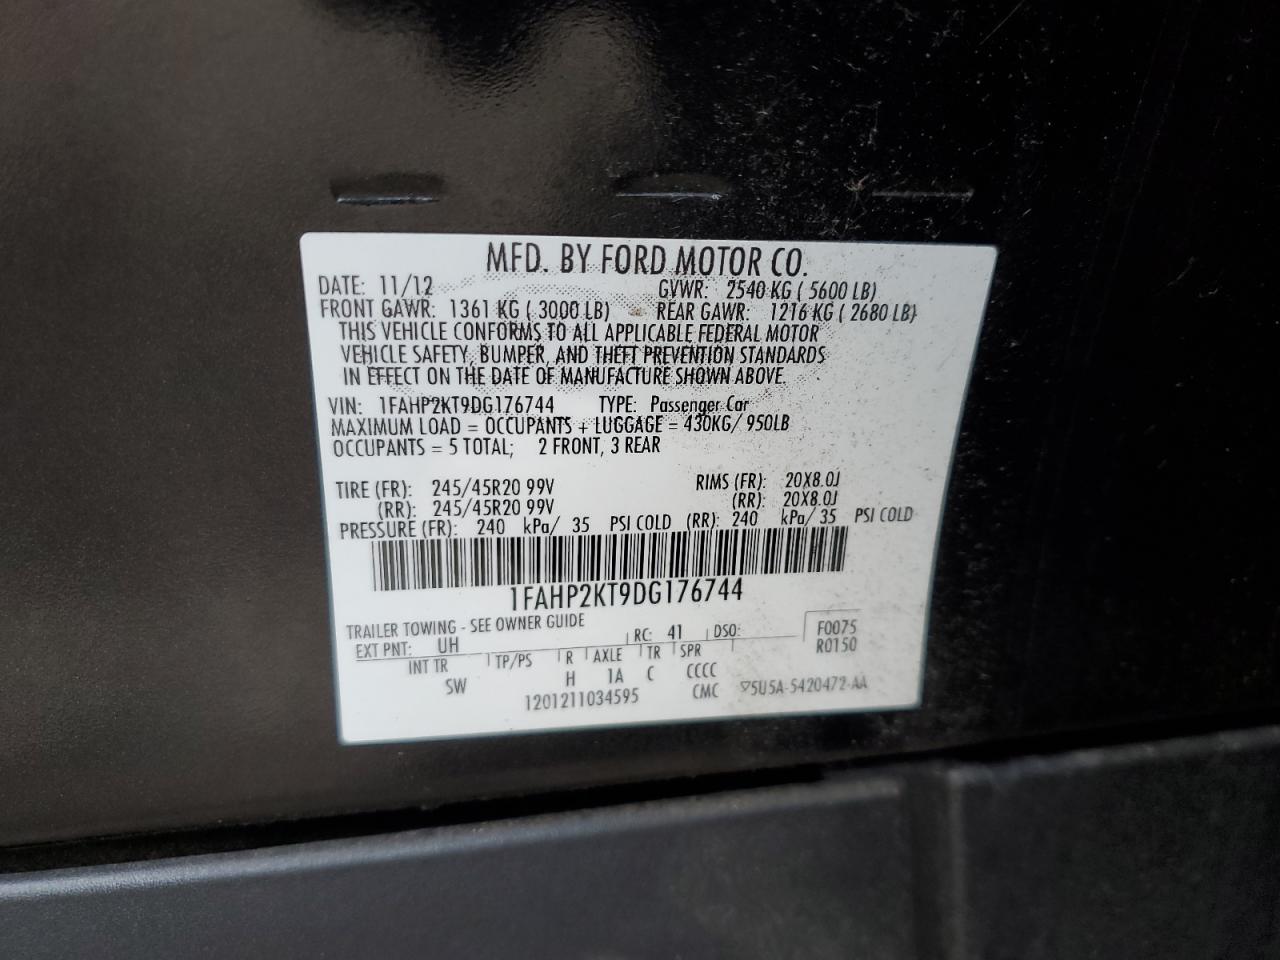 MFD. BY FORD MOTOR CO.
DATE: 11/12 GVWR: 2540 KG ( 5600 LB)
FRONT GAWR: 1361 KG ( 3000 LB) REAR GAWR: 1216 KG ( 2680 LB)
THIS VEHICLE CONFORMS TO ALL APPLICABLE FEDERAL MOTOR
VEHICLE SAFETY, BUMPER, AND THEFT PREVENTION STANDARDS
IN EFFECT ON THE DATE OF MANUFACTURE SHOWN ABOVE.
VIN: 1FAHP2KT9DG176744 TYPE: Passenger Car
MAXIMUM LOAD = OCCUPANTS + LUGGAGE = 430KG/ 950LB
OCCUPANTS = 5 TOTAL; 2 FRONT, 3 REAR
TIRE (FR): 245/45R20 99V RIMS (FR): 20X8.0J
(RR): 245/45R20 99V (RR): 20X8.0J
PRESSURE (FR): 240 kPa/ 35 PSI COLD (RR): 240 kPa/ 35 PSI COLD
1FAHP2KT9DG176744
TRAILER TOWING - SEE OWNER GUIDE
EXT PNT: UH RC: 41 DSO: F0075
R0150
INT TR TP/PS R AXLE TR SPR
SW H 1A C CCCC
1201211034595 CMC 5U5A-5420472-AA